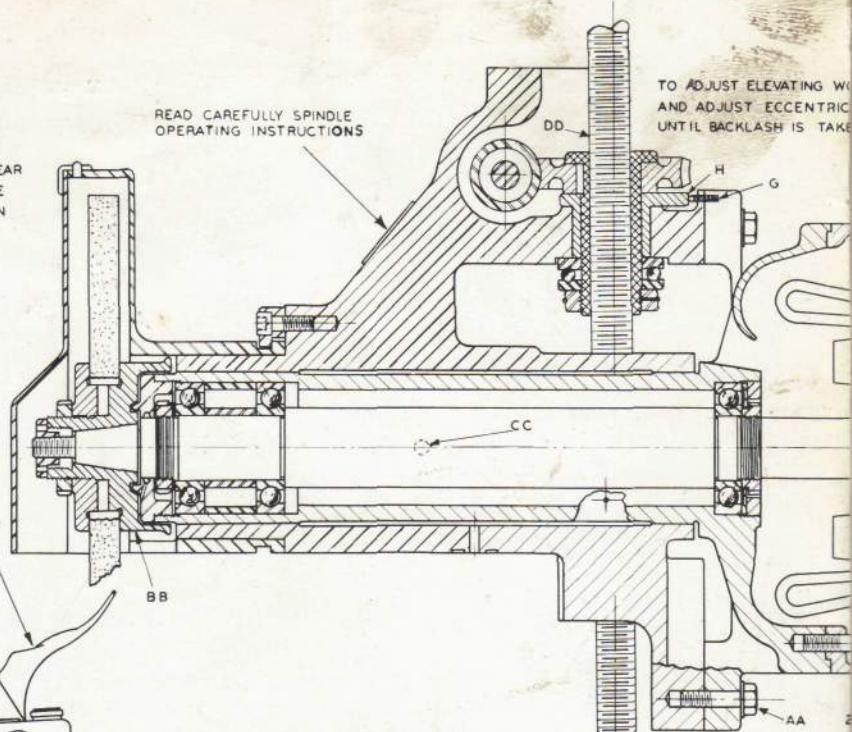 READ CAREFULLY SPINDLE
OPERATING INSTRUCTIONS
TO ADJUST ELEVATING
AND ADJUST ECCENTRIC
UNTIL BACKLASH IS
DD
H
G
CC
BB
AA